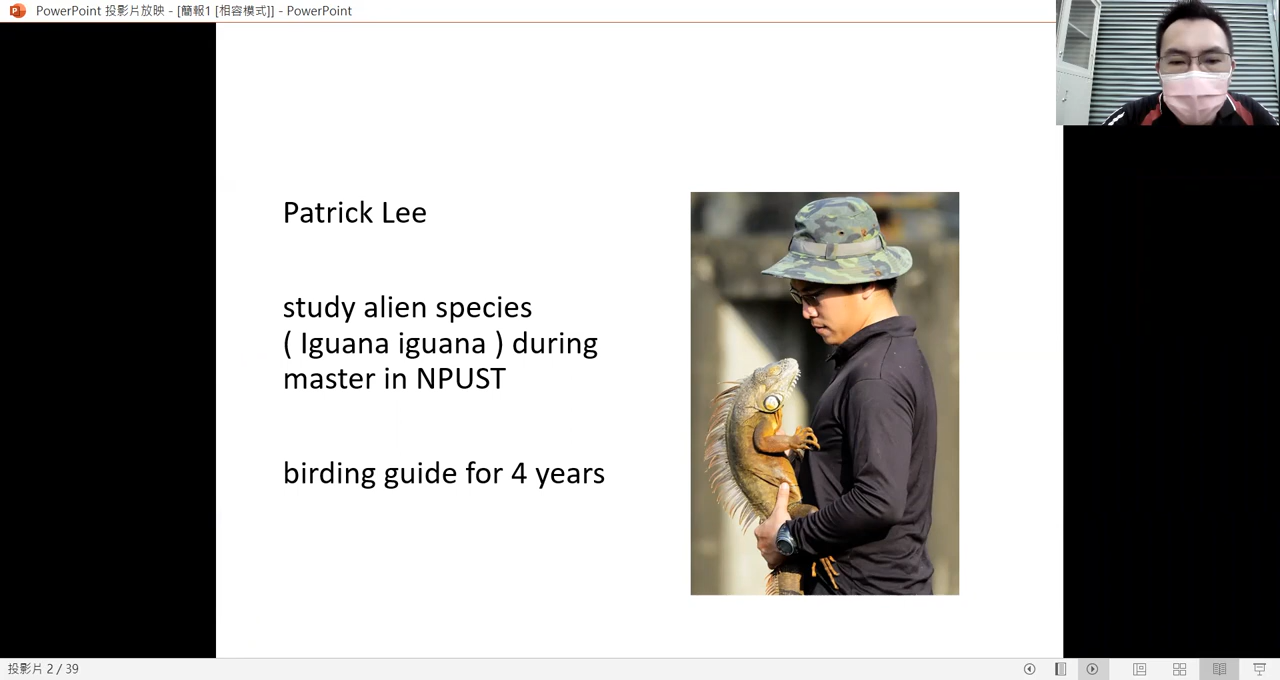 PowerPoint 投影片放映 - [簡報1 [相容模式]] - PowerPoint
Patrick Lee
study alien species
( Iguana iguana ) during
master in NPUST
birding guide for 4 years
投影片 2 / 39